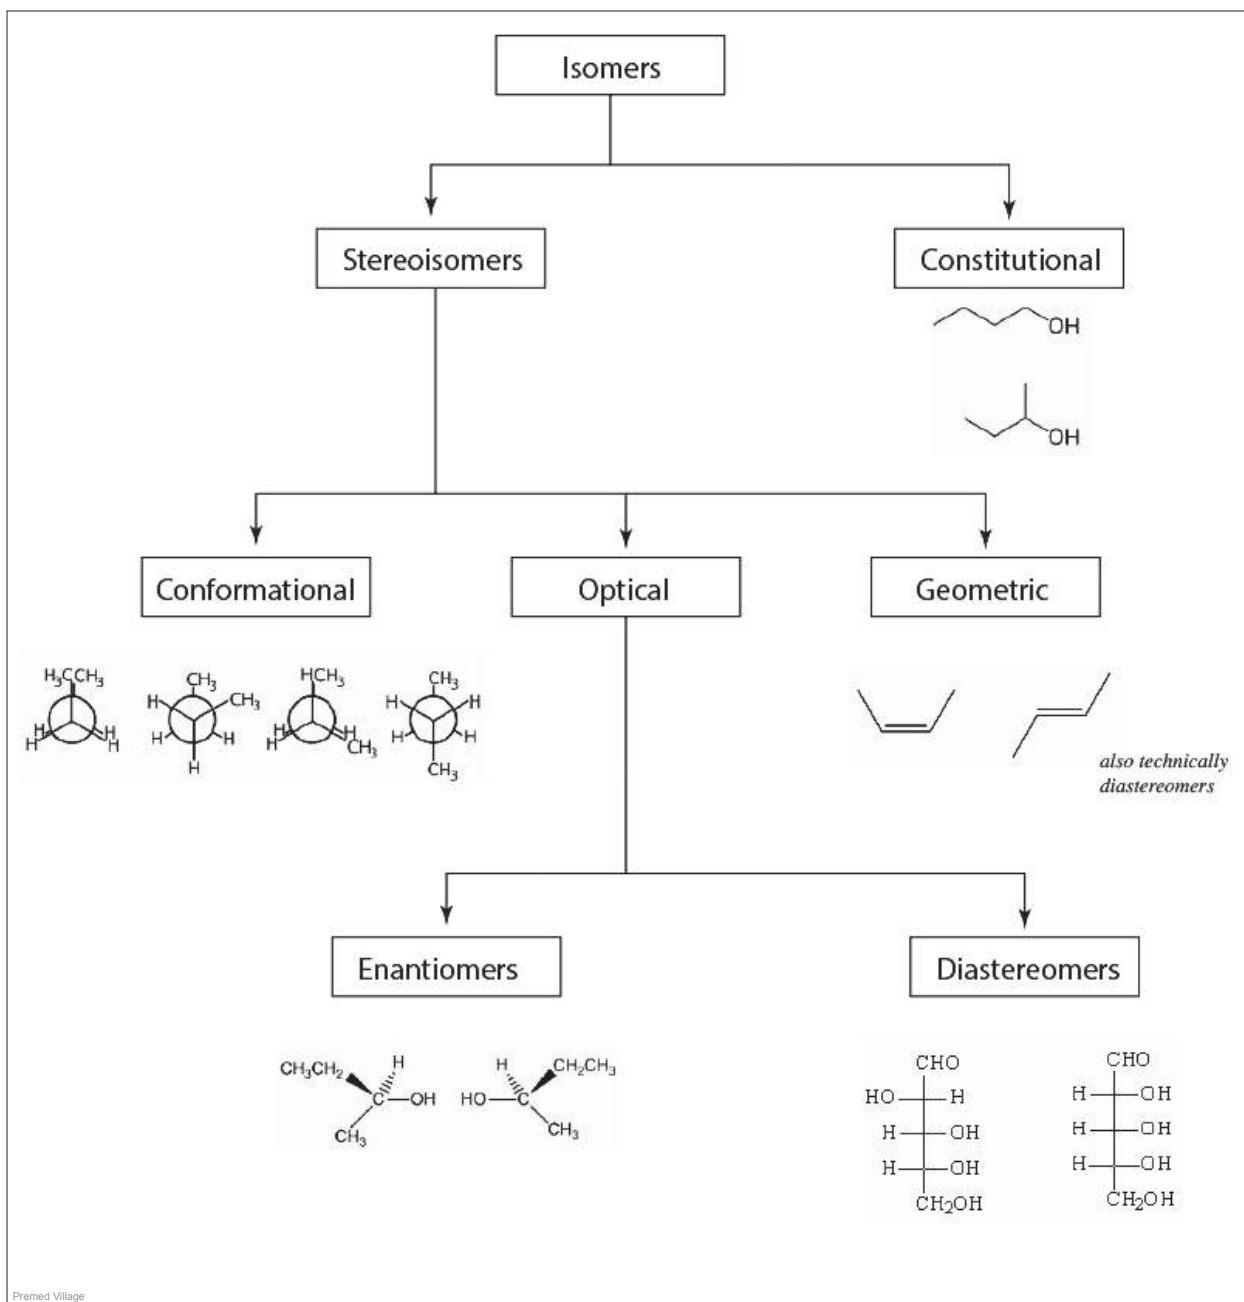 Isomers
Stereoisomers
Constitutional
OH
OH
Conformational
Optical
Geometric
H₃CCH₃
H H
H H
CH₃
H CH₃
H H
H
HCH₃
H H
H CH₃
CH₃
H H
H H
CH₃
also technically
diastereomers
Enantiomers
Diastereomers
CH₃CH₂ H
C OH
CH₃
H CH₂CH₃
HO C
CH₃
CHO
HO H
H OH
H OH
CH₂OH
CHO
H OH
H OH
H OH
CH₂OH
Premed Village